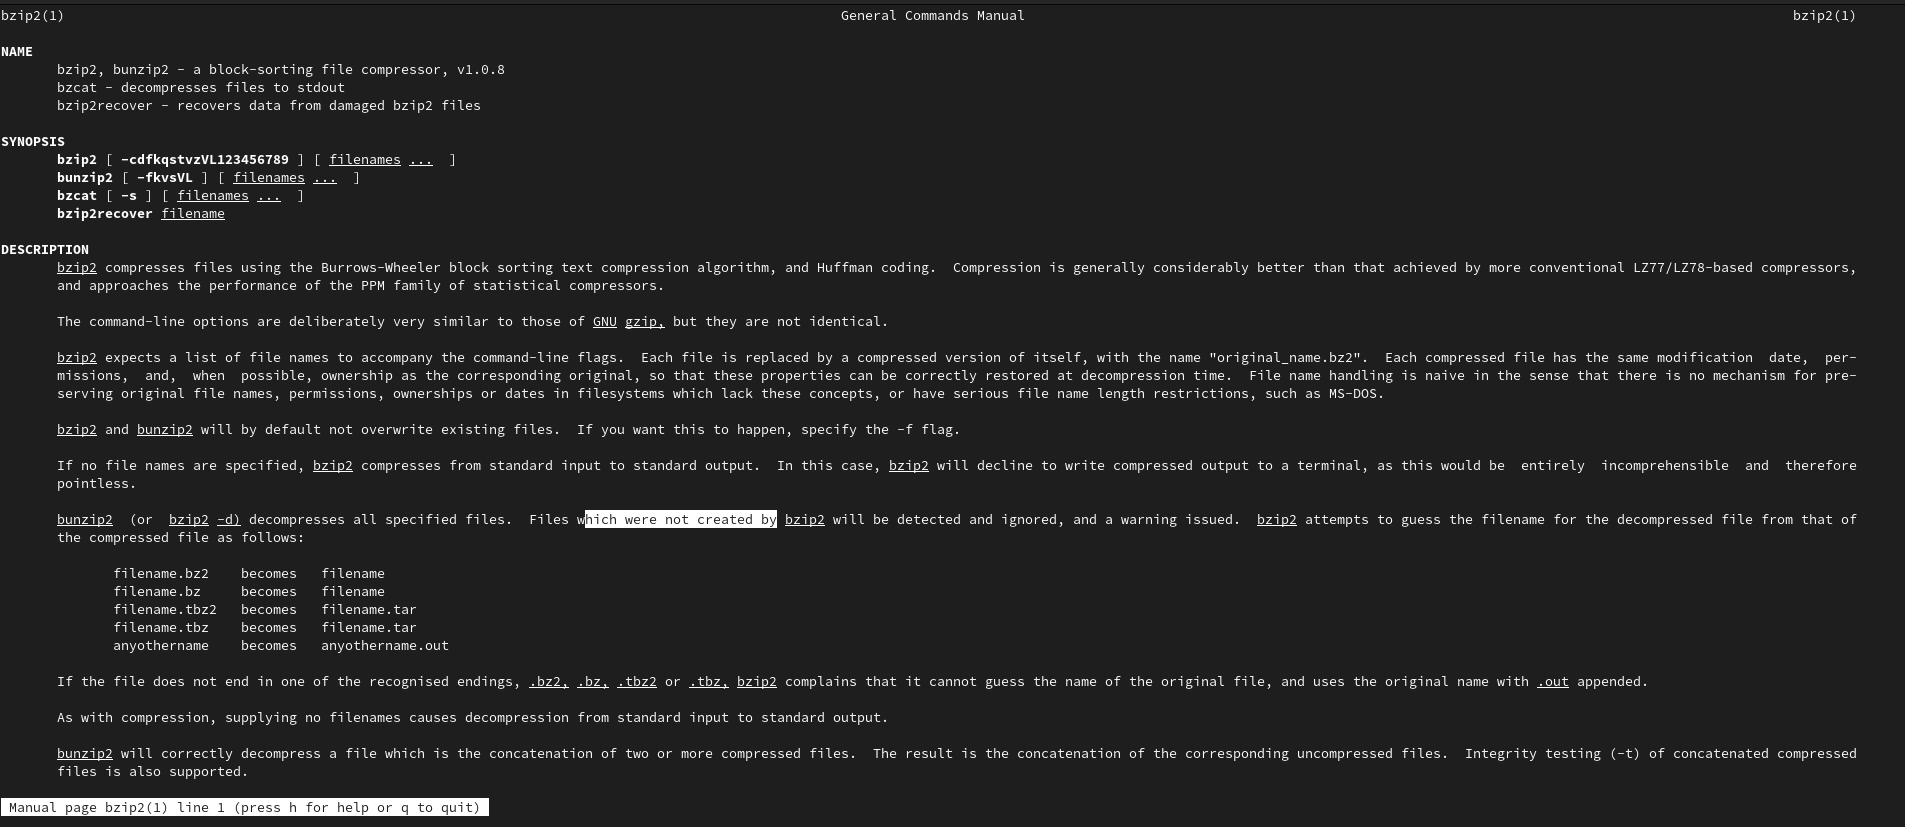 bzip2(1) General Commands Manual bzip2(1)
NAME
bzip2, bunzip2 - a block-sorting file compressor, v1.0.8
bzcat - decompresses files to stdout
bzip2recover - recovers data from damaged bzip2 files
SYNOPSIS
bzip2 [ -cdfkqstvzVL123456789 ] [ filenames ...  ]
bunzip2 [ -fkvsVL ] [ filenames ...  ]
bzcat [ -s ] [ filenames ...  ]
bzip2recover filename
DESCRIPTION
bzip2 compresses files using the Burrows-Wheeler block sorting text compression algorithm, and Huffman coding.  Compression is generally considerably better than that achieved by more conventional LZ77/LZ78-based compressors,
and approaches the performance of the PPM family of statistical compressors.
The command-line options are deliberately very similar to those of GNU gzip, but they are not identical.
bzip2 expects a list of file names to accompany the command-line flags.  Each file is replaced by a compressed version of itself, with the name "original_name.bz2".  Each compressed file has the same modification  date,  per-
missions,  and,  when  possible, ownership as the corresponding original, so that these properties can be correctly restored at decompression time.  File name handling is naive in the sense that there is no mechanism for pre-
serving original file names, permissions, ownerships or dates in filesystems which lack these concepts, or have serious file name length restrictions, such as MS-DOS.
bzip2 and bunzip2 will by default not overwrite existing files.  If you want this to happen, specify the -f flag.
If no file names are specified, bzip2 compresses from standard input to standard output.  In this case, bzip2 will decline to write compressed output to a terminal, as this would be  entirely  incomprehensible  and  therefore
pointless.
bunzip2  (or  bzip2 -d) decompresses all specified files.  Files which were not created by bzip2 will be detected and ignored, and a warning issued.  bzip2 attempts to guess the filename for the decompressed file from that of
the compressed file as follows:
filename.bz2    becomes   filename
filename.bz     becomes   filename
filename.tbz2   becomes   filename.tar
filename.tbz    becomes   filename.tar
anyothername    becomes   anyothername.out
If the file does not end in one of the recognised endings, .bz2, .bz, .tbz2 or .tbz, bzip2 complains that it cannot guess the name of the original file, and uses the original name with .out appended.
As with compression, supplying no filenames causes decompression from standard input to standard output.
bunzip2 will correctly decompress a file which is the concatenation of two or more compressed files.  The result is the concatenation of the corresponding uncompressed files.  Integrity testing (-t) of concatenated compressed
files is also supported.
Manual page bzip2(1) line 1 (press h for help or q to quit)